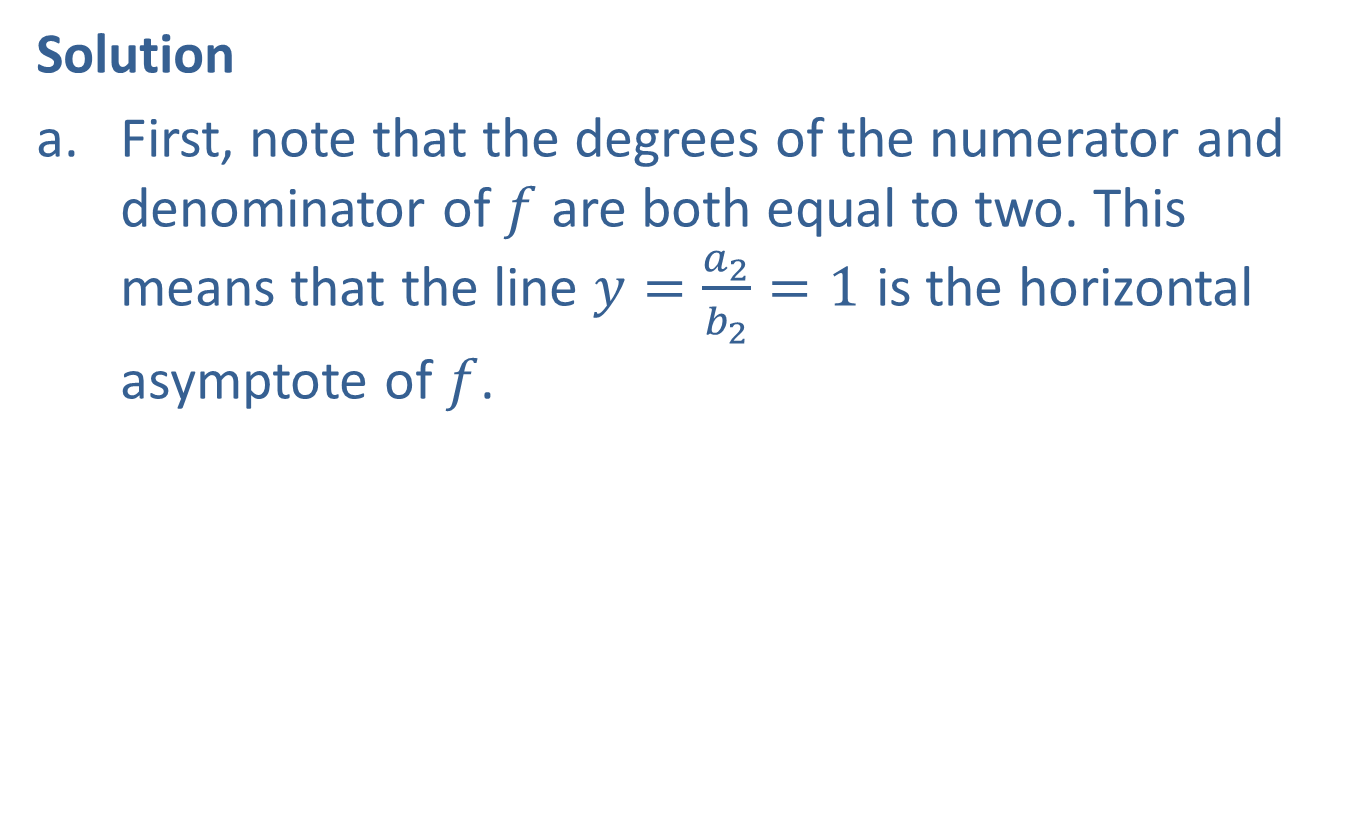 Solution
a. First, note that the degrees of the numerator and
denominator of 𝑓 are both equal to two. This
means that the line 𝑦 = 𝑎₂/𝑏₂ = 1 is the horizontal
asymptote of 𝑓.